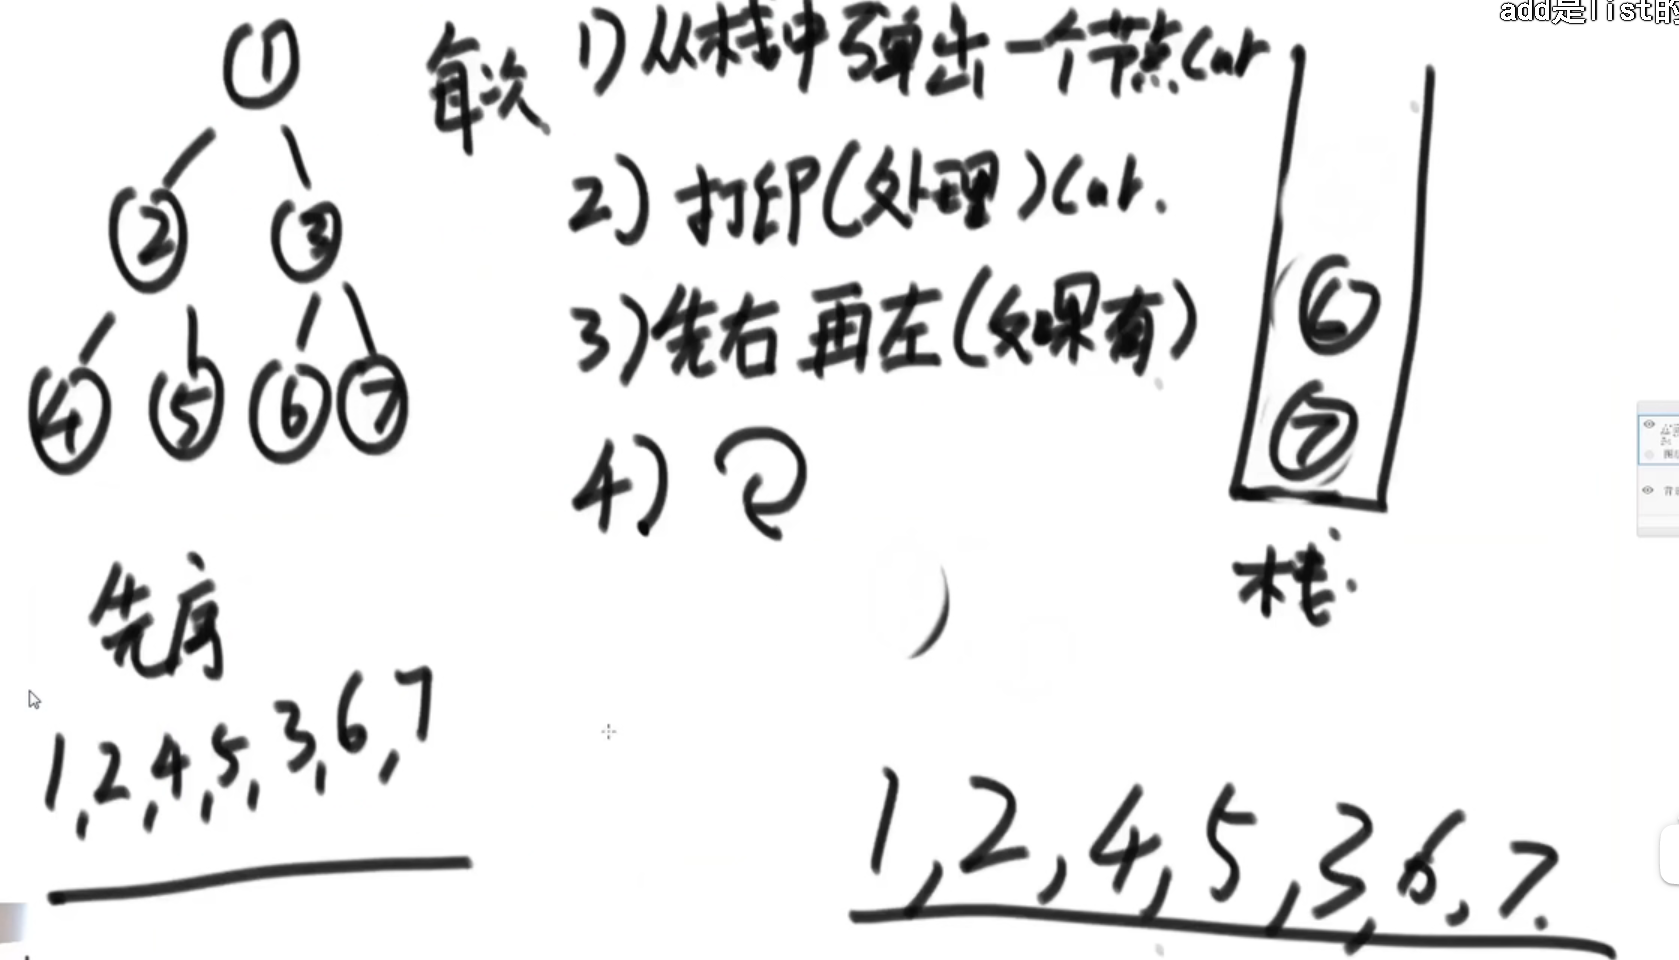 add是list的
①
② ③
④ ⑤ ⑥ ⑦
每次
1) 从栈中弹出一个节点cur
2) 打印(处理)cur.
3) 先右再左(如果有)
4)
⑥
⑦
栈
先序
1,2,4,5,3,6,7
1,2,4,5,3,6,7.